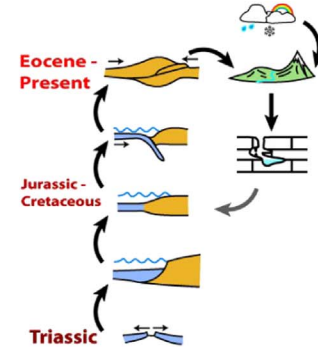 Eocene -
Present
Jurassic -
Cretaceous
Triassic